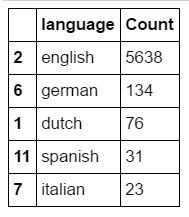 language Count
2 english 5638
6 german 134
1 dutch 76
11 spanish 31
7 italian 23